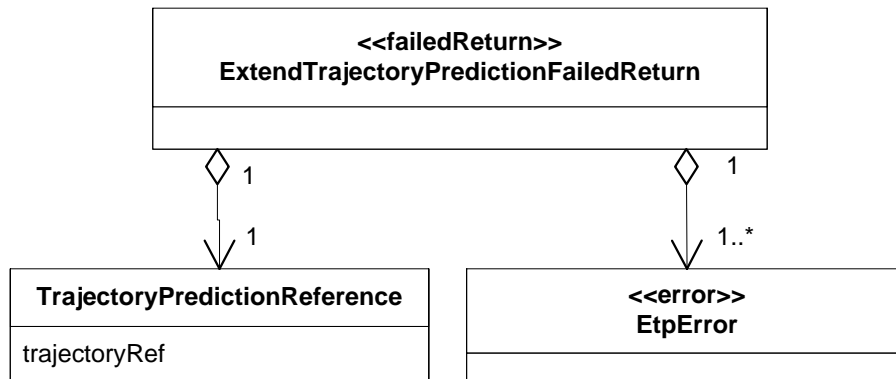 <<failedReturn>>
ExtendTrajectoryPredictionFailedReturn
1
1
1
1..*
TrajectoryPredictionReference
trajectoryRef
<<error>>
EtpError